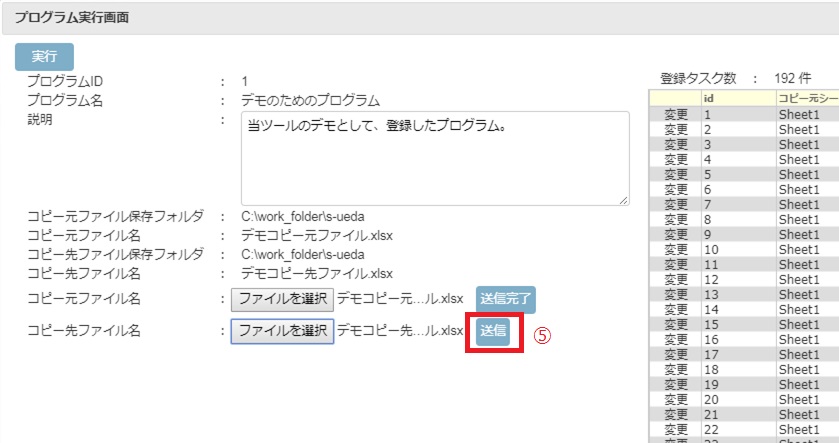 プログラム実行画面
実行
プログラムID : 1
プログラム名 : デモのためのプログラム
説明 : 当ツールのデモとして、登録したプログラム。
コピー元ファイル保存フォルダ : C:\work_folder\s-ueda
コピー元ファイル名 : デモコピー元ファイル.xlsx
コピー先ファイル保存フォルダ : C:\work_folder\s-ueda
コピー先ファイル名 : デモコピー先ファイル.xlsx
コピー元ファイル名 : ファイルを選択 デモコピー元...ル.xlsx 送信完了
コピー先ファイル名 : ファイルを選択 デモコピー先...ル.xlsx 送信 ⑤
登録タスク数 : 192 件
id コピー元シー
変更 1 Sheet1
変更 2 Sheet1
変更 3 Sheet1
変更 4 Sheet1
変更 5 Sheet1
変更 6 Sheet1
変更 7 Sheet1
変更 8 Sheet1
変更 9 Sheet1
変更 10 Sheet1
変更 11 Sheet1
変更 12 Sheet1
変更 13 Sheet1
変更 14 Sheet1
変更 15 Sheet1
変更 16 Sheet1
変更 17 Sheet1
変更 18 Sheet1
変更 19 Sheet1
変更 20 Sheet1
変更 21 Sheet1
変更 22 Sheet1